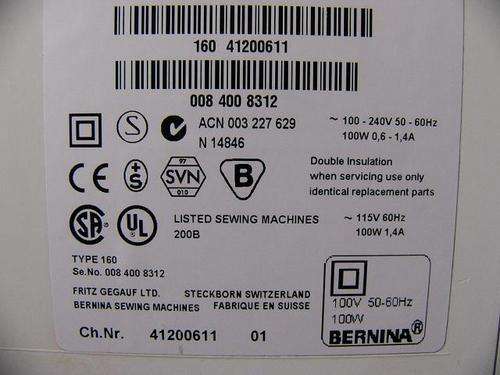 160 41200611
008 400 8312
ACN 003 227 629
N 14846
~ 100 - 240V 50 - 60Hz
100W 0,6 - 1,4A
S
CE
+
S
97
SVN
010
B
Double Insulation
when servicing use only
identical replacement parts
SA
UL
LISTED SEWING MACHINES
200B
~ 115V 60Hz
100W 1,4A
TYPE 160
Se.No. 008 400 8312
FRITZ GEGAUF LTD. STECKBORN SWITZERLAND
BERNINA SEWING MACHINES FABRIQUE EN SUISSE
Ch.Nr. 41200611 01
100V 50-60Hz
100W
BERNINA®